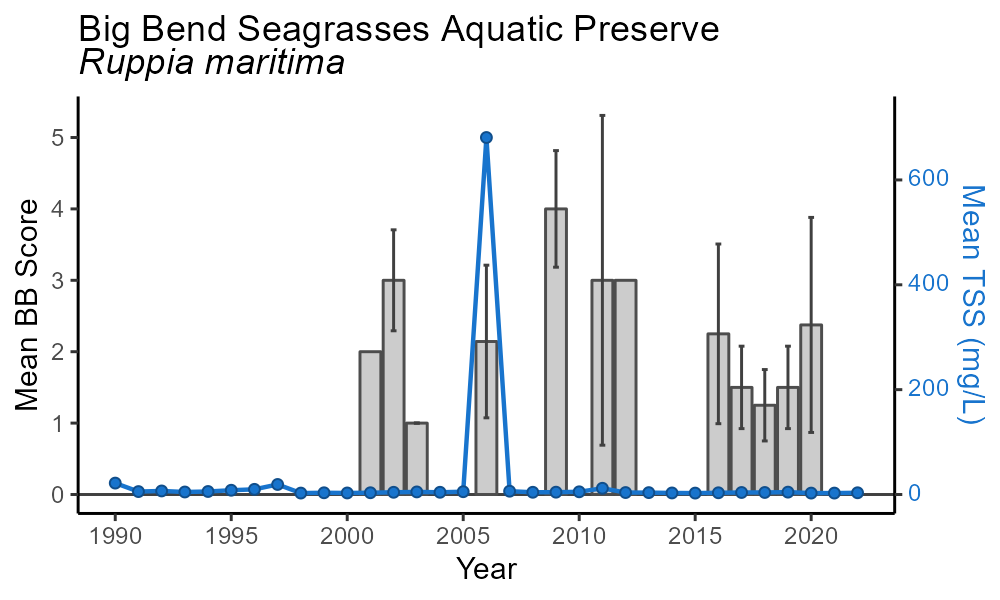 Big Bend Seagrasses Aquatic Preserve
Ruppia maritima
Mean BB Score
5
4
3
2
1
0
600
400
200
0
Mean TSS (mg/L)
1990 1995 2000 2005 2010 2015 2020
Year